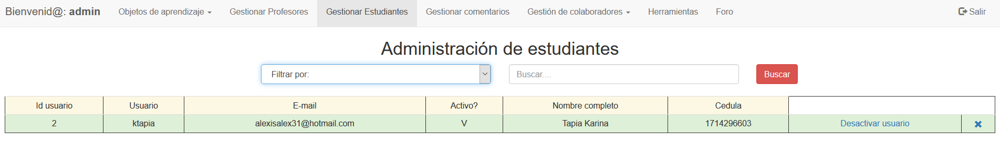 Bienvenid@: admin Objetos de aprendizaje Gestionar Profesores Gestionar Estudiantes Gestionar comentarios Gestión de colaboradores Herramientas Foro Salir
Administración de estudiantes
Filtrar por: Buscar.... Buscar
Id usuario Usuario E-mail Activo? Nombre completo Cedula
2 ktapia alexisalex31@hotmail.com V Tapia Karina 1714296603 Desactivar usuario